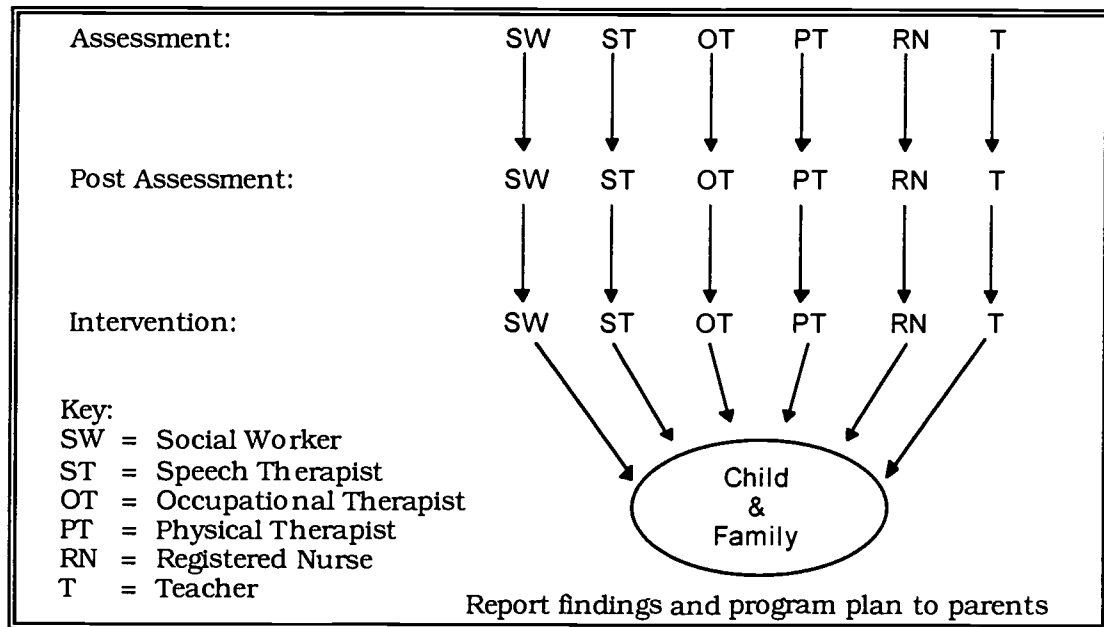 Assessment: SW ST OT PT RN T
Post Assessment: SW ST OT PT RN T
Intervention: SW ST OT PT RN T
Key:
SW = Social Worker
ST = Speech Therapist
OT = Occupational Therapist
PT = Physical Therapist
RN = Registered Nurse
T = Teacher
Child
&
Family
Report findings and program plan to parents